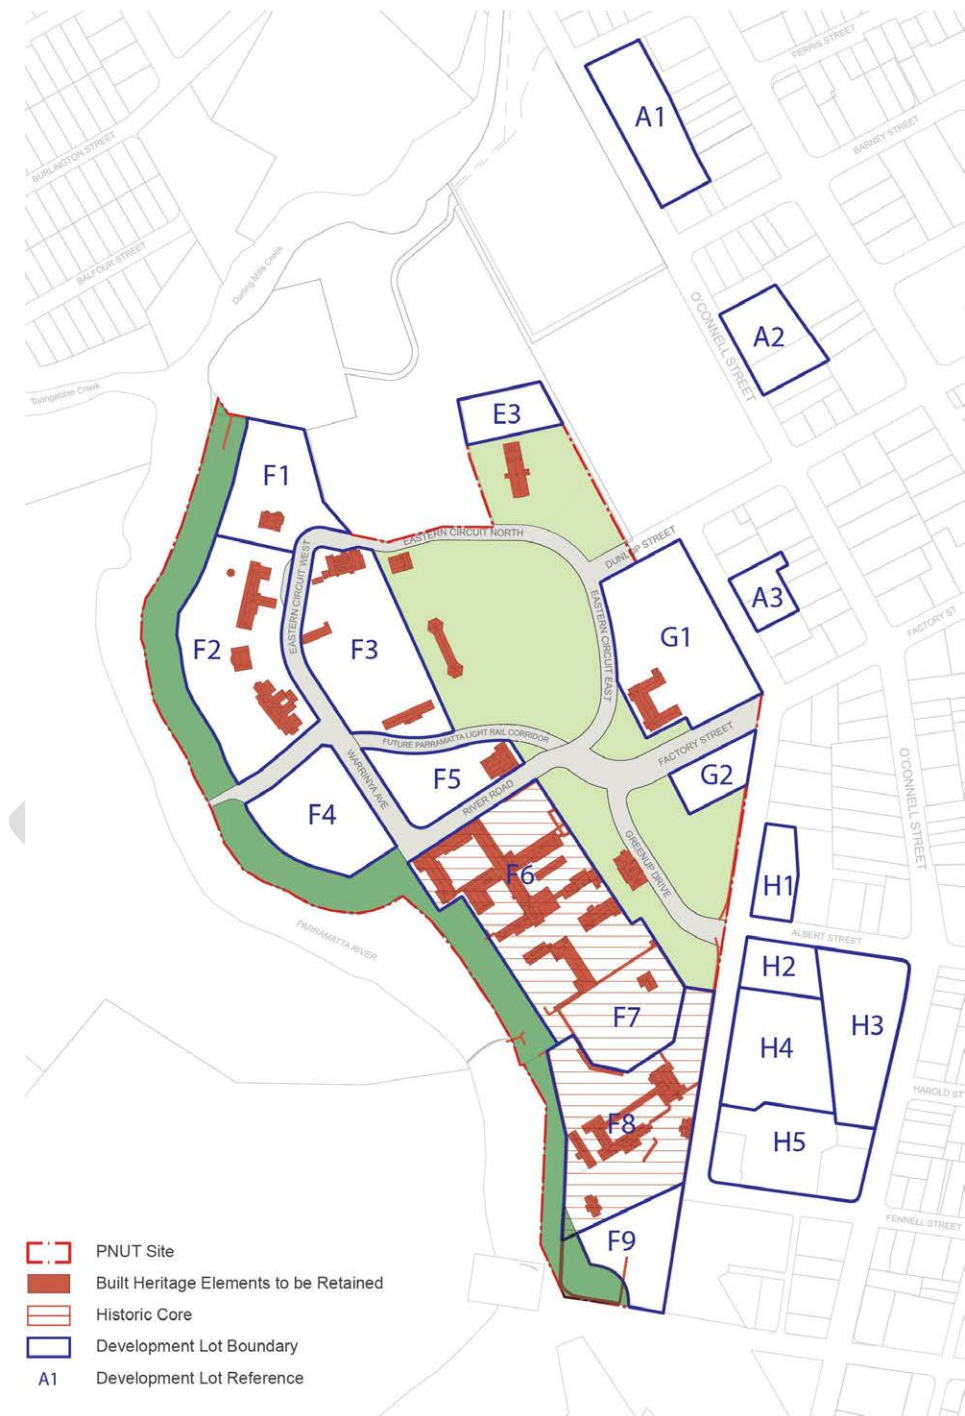 FERRIS STREET
A1
BARNEY STREET
BURLINGTON STREET
BALFOUR STREET
Darling Mills Creek
O'CONNELL STREET
A2
Toongabbie Creek
E3
F1
EASTERN CIRCUIT NORTH
DUNLOP STREET
EASTERN CIRCUIT WEST
A3
FACTORY ST
EASTERN CIRCUIT EAST
G1
F2
F3
FUTURE PARRAMATTA LIGHT RAIL CORRIDOR
FACTORY STREET
WARRINYA AVE
F5
G2
O'CONNELL STREET
RIVER ROAD
F4
GREENUP DRIVE
F6
H1
PARRAMATTA RIVER
ALBERT STREET
H2
F7
H3
H4
HAROLD ST
F8
H5
FENNELL STREET
F9
PNUT Site
Built Heritage Elements to be Retained
Historic Core
Development Lot Boundary
A1 Development Lot Reference